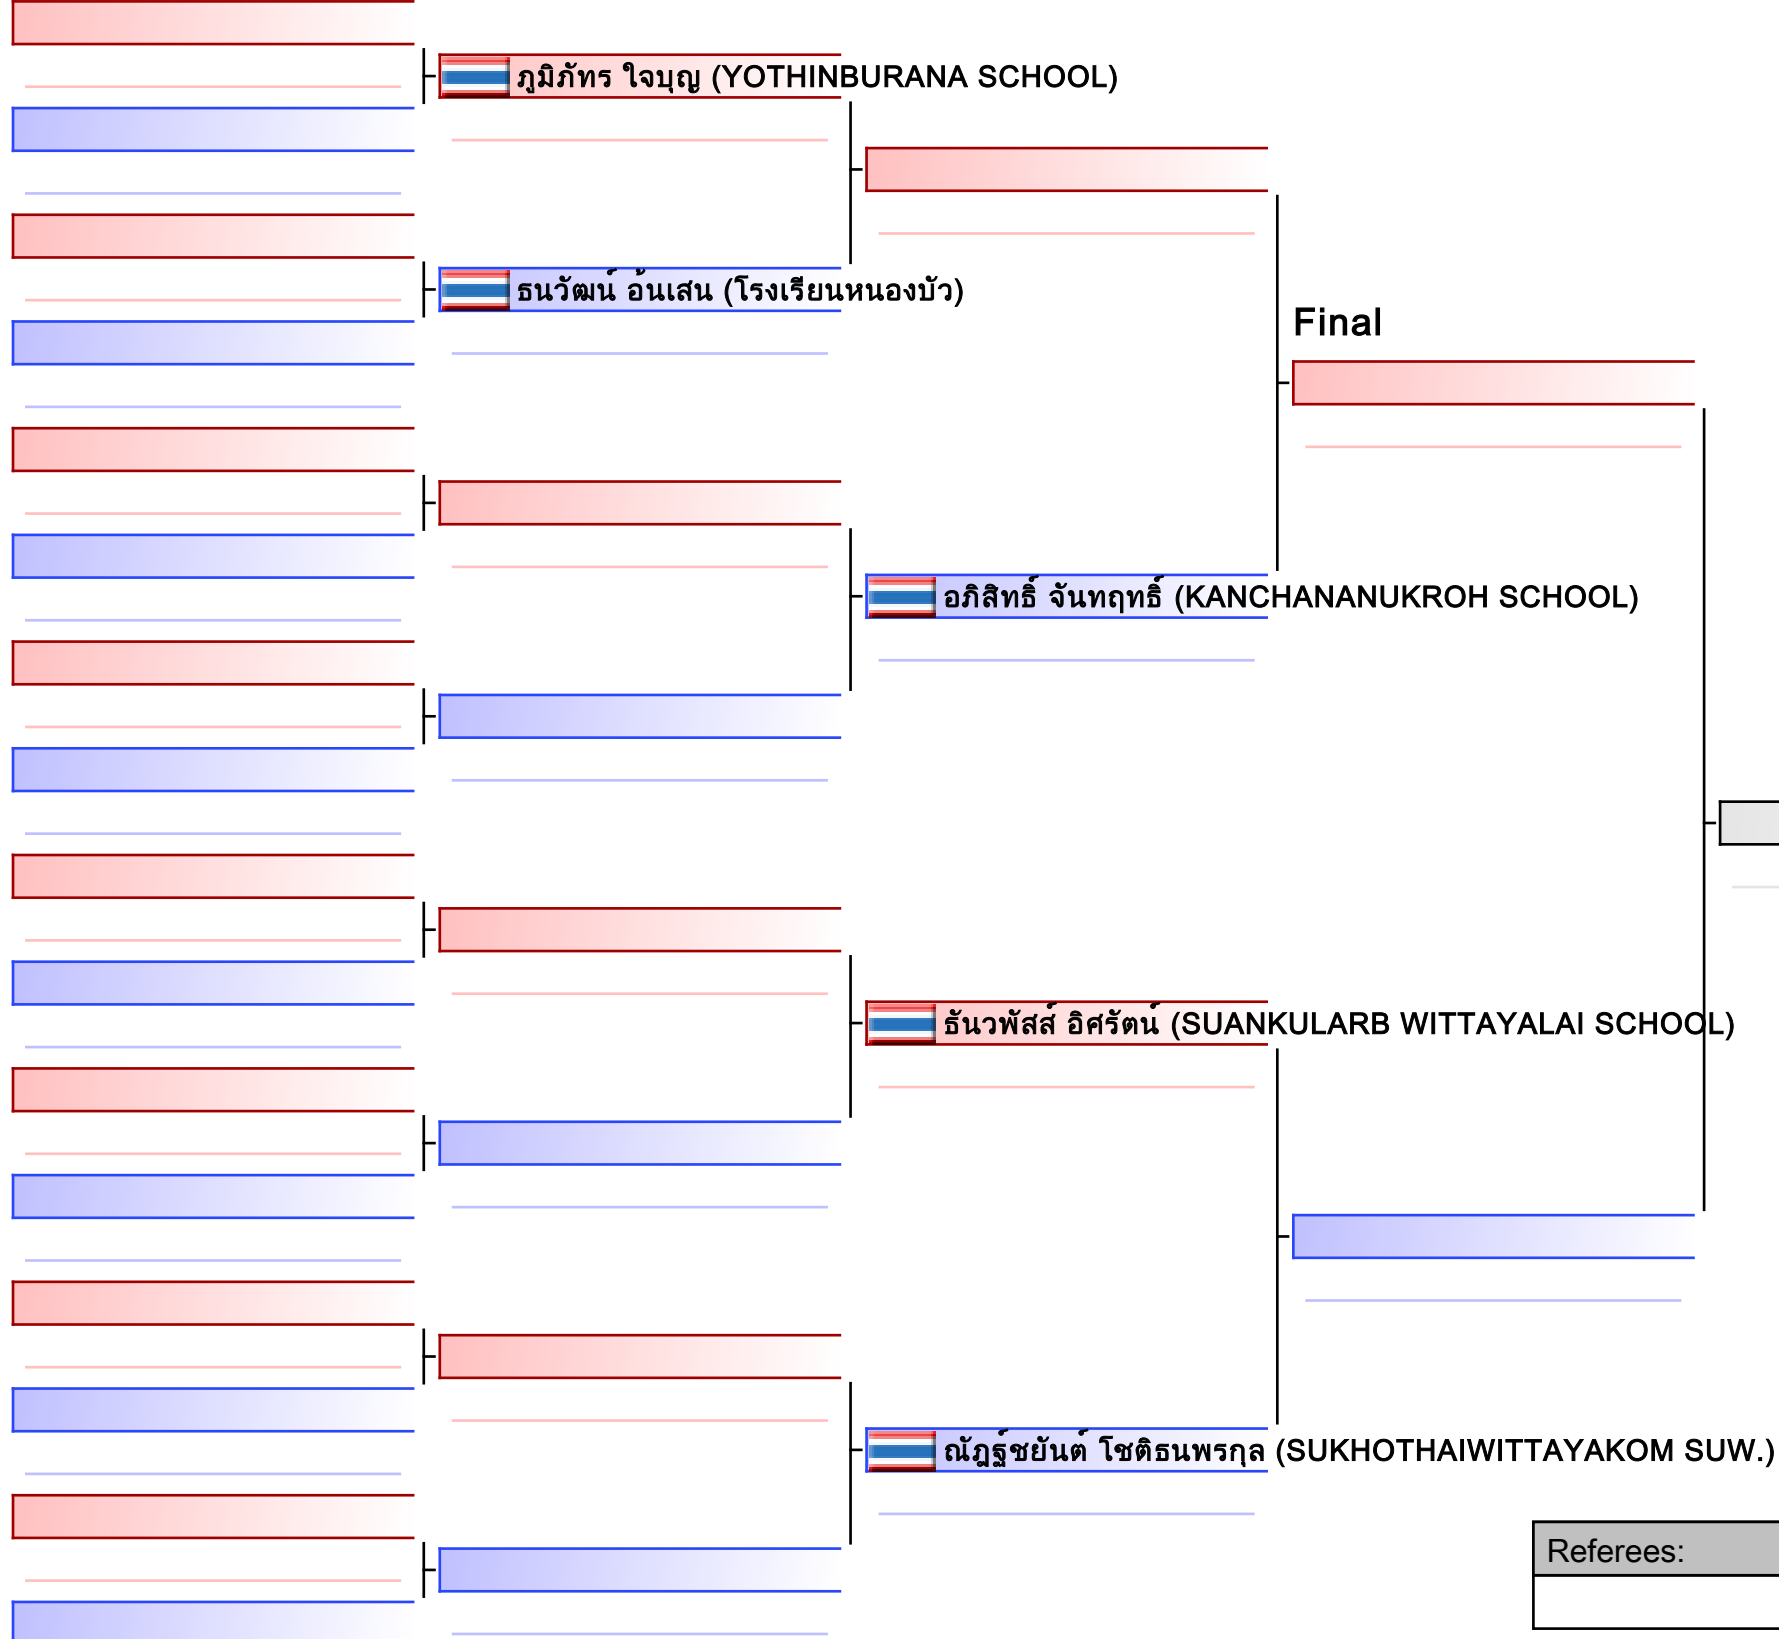 ภูมิภัทร ใจบุญ (YOTHINBURANA SCHOOL)
ธนวัฒน์ อ้นเสน (โรงเรียนหนองบัว)
Final
อภิสิทธิ์ จันทฤทธิ์ (KANCHANANUKROH SCHOOL)
ธันวพัสส์ อิศรัตน์ (SUANKULARB WITTAYALAI SCHOOL)
ณัฏฐ์ชยันต์ โชติธนพรกุล (SUKHOTHAIWITTAYAKOM SUW.)
Referees: